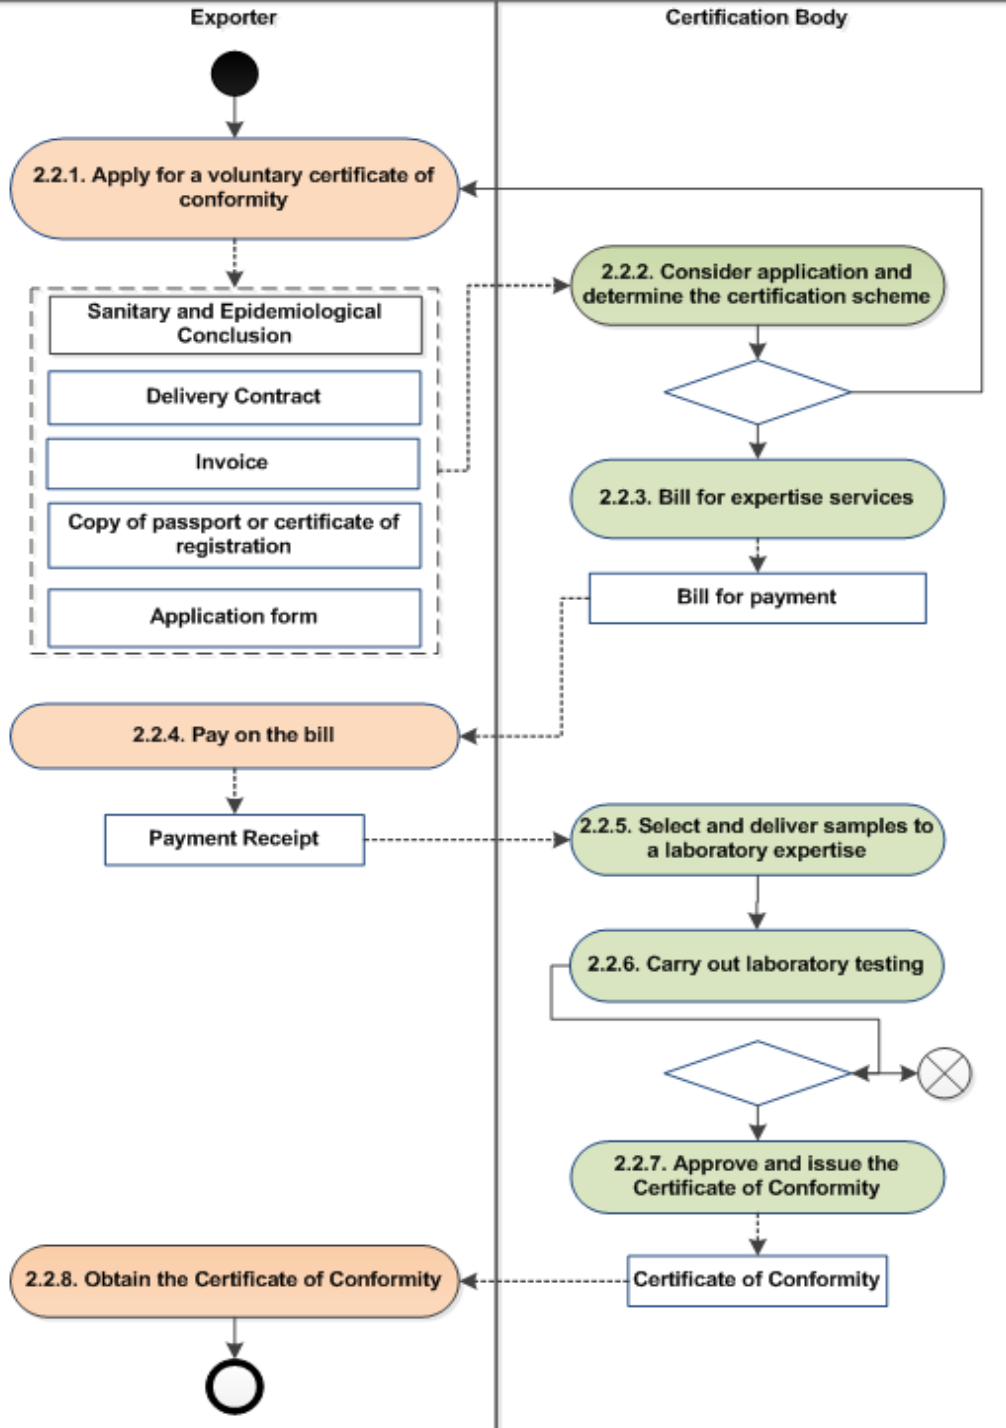 Exporter
Certification Body
2.2.1. Apply for a voluntary certificate of
conformity
2.2.2. Consider application and
determine the certification scheme
Sanitary and Epidemiological
Conclusion
Delivery Contract
Invoice
2.2.3. Bill for expertise services
Copy of passport or certificate of
registration
Bill for payment
Application form
2.2.4. Pay on the bill
Payment Receipt
2.2.5. Select and deliver samples to
a laboratory expertise
2.2.6. Carry out laboratory testing
2.2.7. Approve and issue the
Certificate of Conformity
2.2.8. Obtain the Certificate of Conformity
Certificate of Conformity